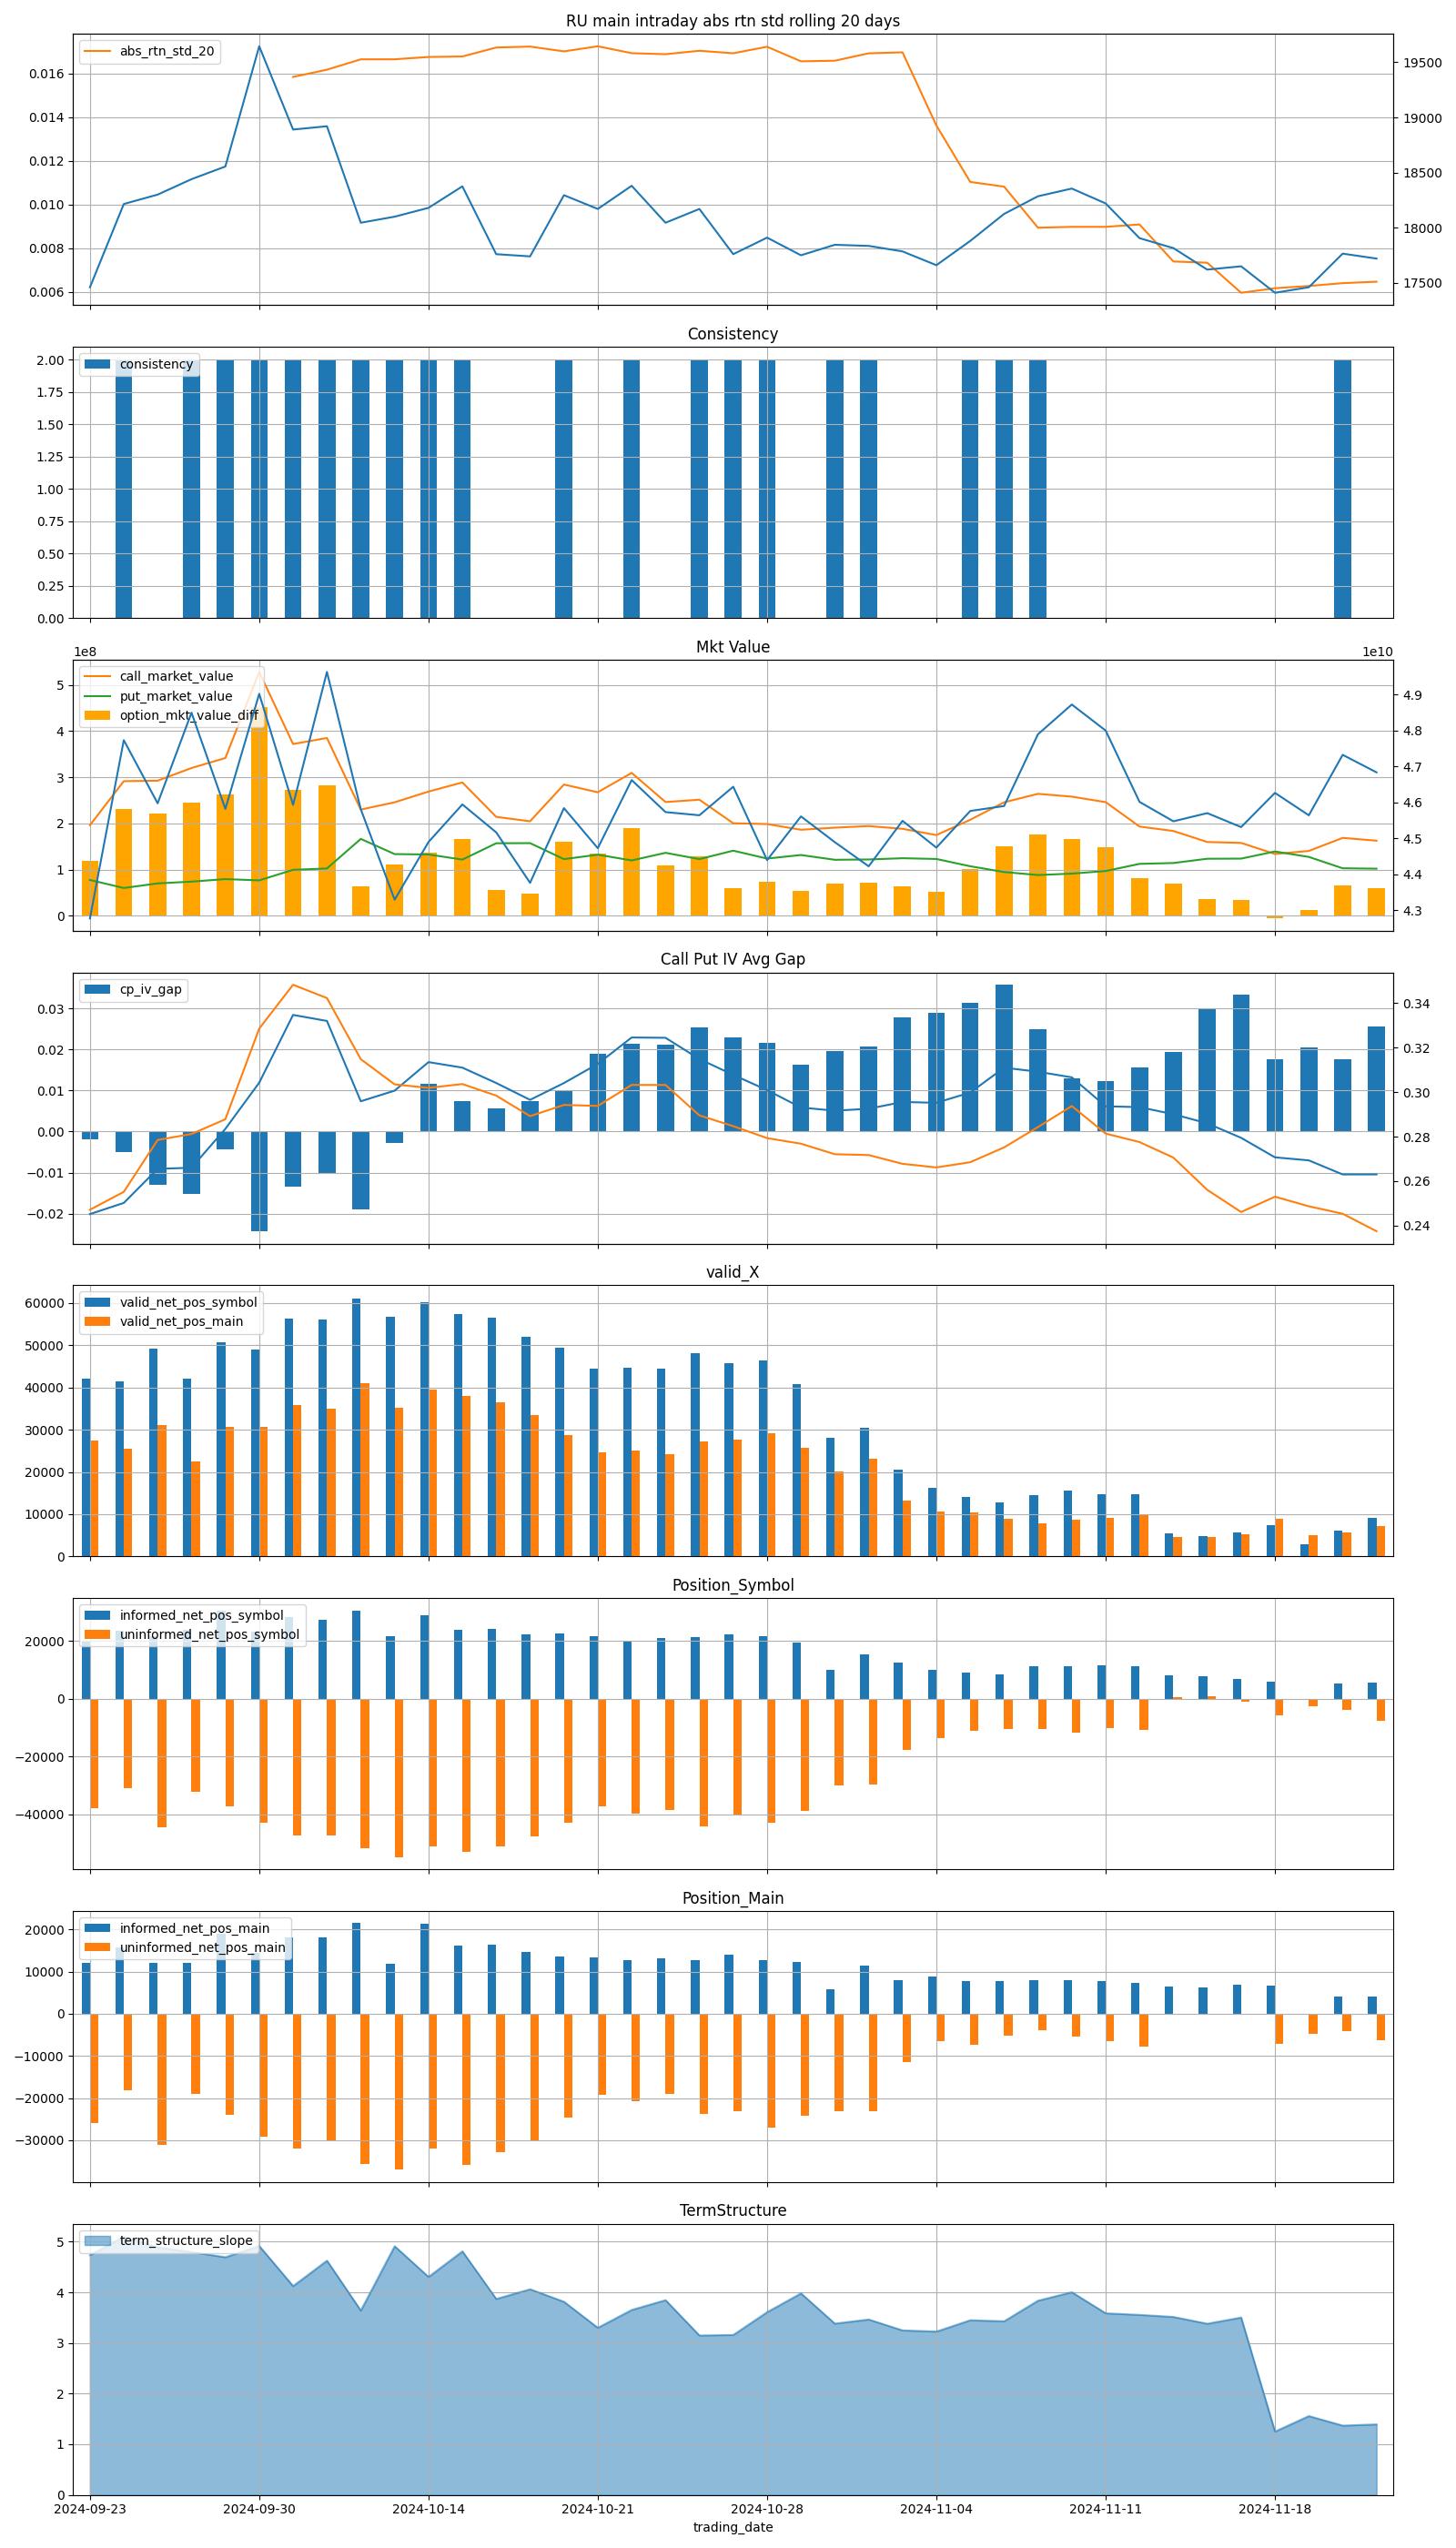 RU main intraday abs rtn std rolling 20 days
abs_rtn_std_20
0.016
0.014
0.012
0.010
0.008
0.006
19500
19000
18500
18000
17500
Consistency
consistency
2.00
1.75
1.50
1.25
1.00
0.75
0.50
0.25
0.00
Mkt Value
1e8
1e10
call_market_value
put_market_value
option_mkt_value_diff
5
4
3
2
1
0
4.9
4.8
4.7
4.6
4.5
4.4
4.3
Call Put IV Avg Gap
cp_iv_gap
0.03
0.02
0.01
0.00
−0.01
−0.02
0.34
0.32
0.30
0.28
0.26
0.24
valid_X
valid_net_pos_symbol
valid_net_pos_main
60000
50000
40000
30000
20000
10000
0
Position_Symbol
informed_net_pos_symbol
uninformed_net_pos_symbol
20000
0
−20000
−40000
Position_Main
informed_net_pos_main
uninformed_net_pos_main
20000
10000
0
−10000
−20000
−30000
TermStructure
term_structure_slope
5
4
3
2
1
0
2024-09-23 2024-09-30 2024-10-14 2024-10-21 2024-10-28 2024-11-04 2024-11-11 2024-11-18
trading_date